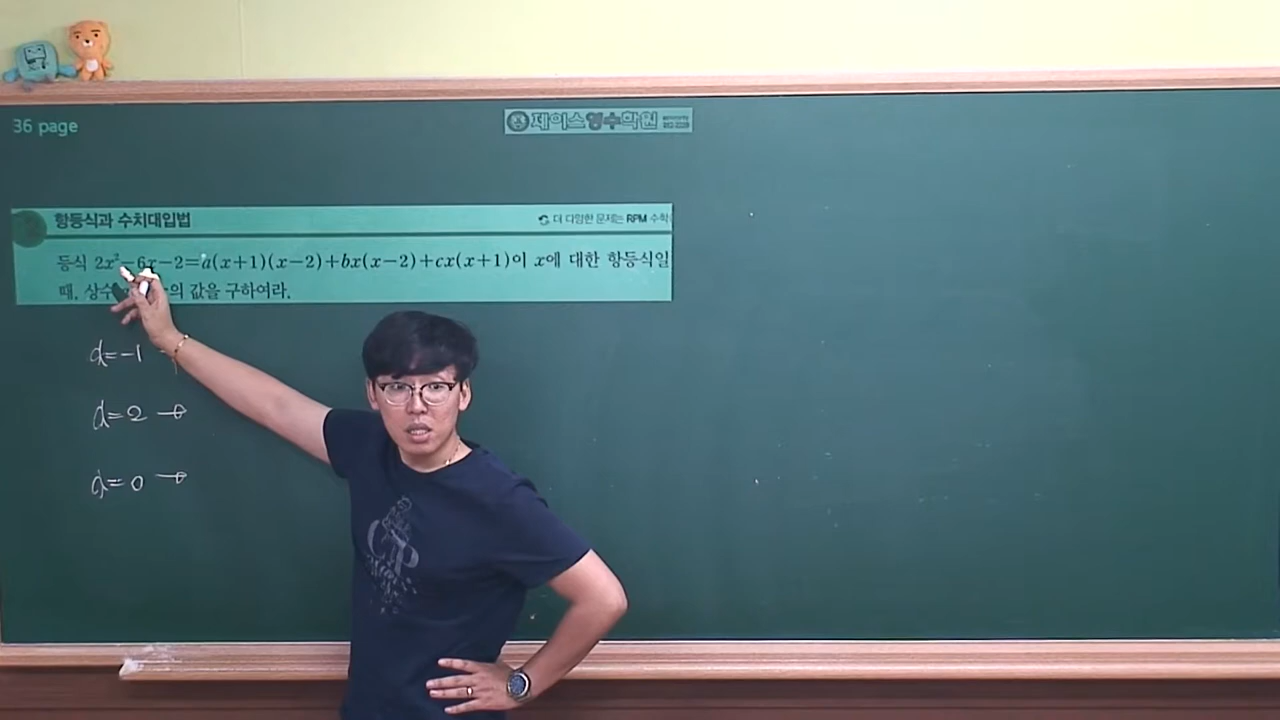 36 page
제이스영수학원
항등식과 수치대입법
더 다양한 문제는 RPM 수학
등식 2x²-6x-2=a(x+1)(x-2)+bx(x-2)+cx(x+1)이 x에 대한 항등식일
때, 상수 의 값을 구하여라.
x=-1
x=2 →
x=0 →